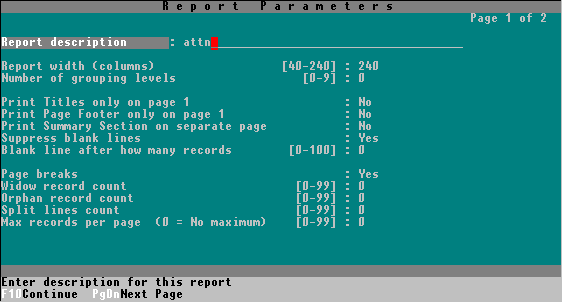 Report Parameters
Page 1 of 2
Report description : attn
Report width (columns) [40-240] : 240
Number of grouping levels [0-9] : 0
Print Titles only on page 1 : No
Print Page Footer only on page 1 : No
Print Summary Section on separate page : No
Suppress blank lines : Yes
Blank line after how many records [0-100] : 0
Page breaks : Yes
Widow record count [0-99] : 0
Orphan record count [0-99] : 0
Split lines count [0-99] : 0
Max records per page (0 = No maximum) [0-99] : 0
Enter description for this report
F10Continue PgDnNext Page